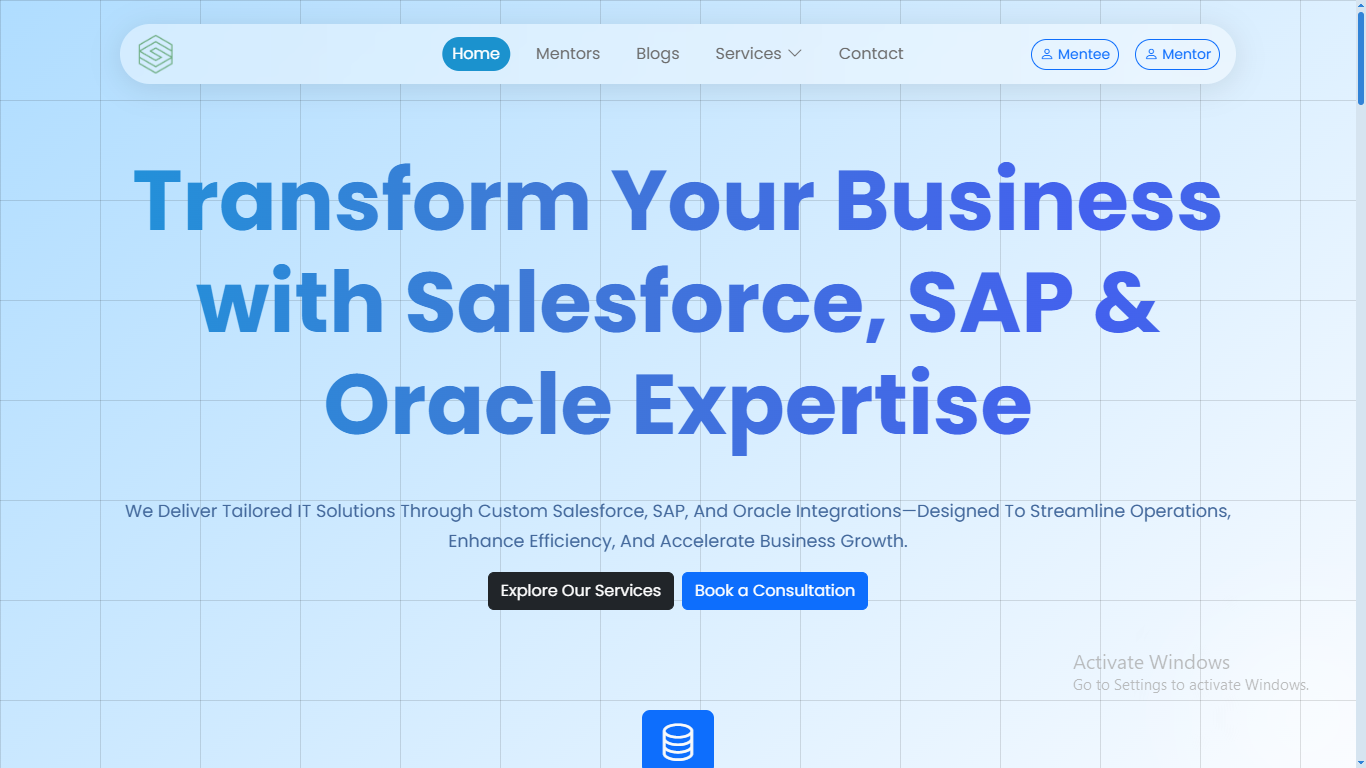 Home Mentors Blogs Services Contact Mentee Mentor
Transform Your Business
with Salesforce, SAP &
Oracle Expertise
We Deliver Tailored IT Solutions Through Custom Salesforce, SAP, And Oracle Integrations—Designed To Streamline Operations,
Enhance Efficiency, And Accelerate Business Growth.
Explore Our Services Book a Consultation
Activate Windows
Go to Settings to activate Windows.